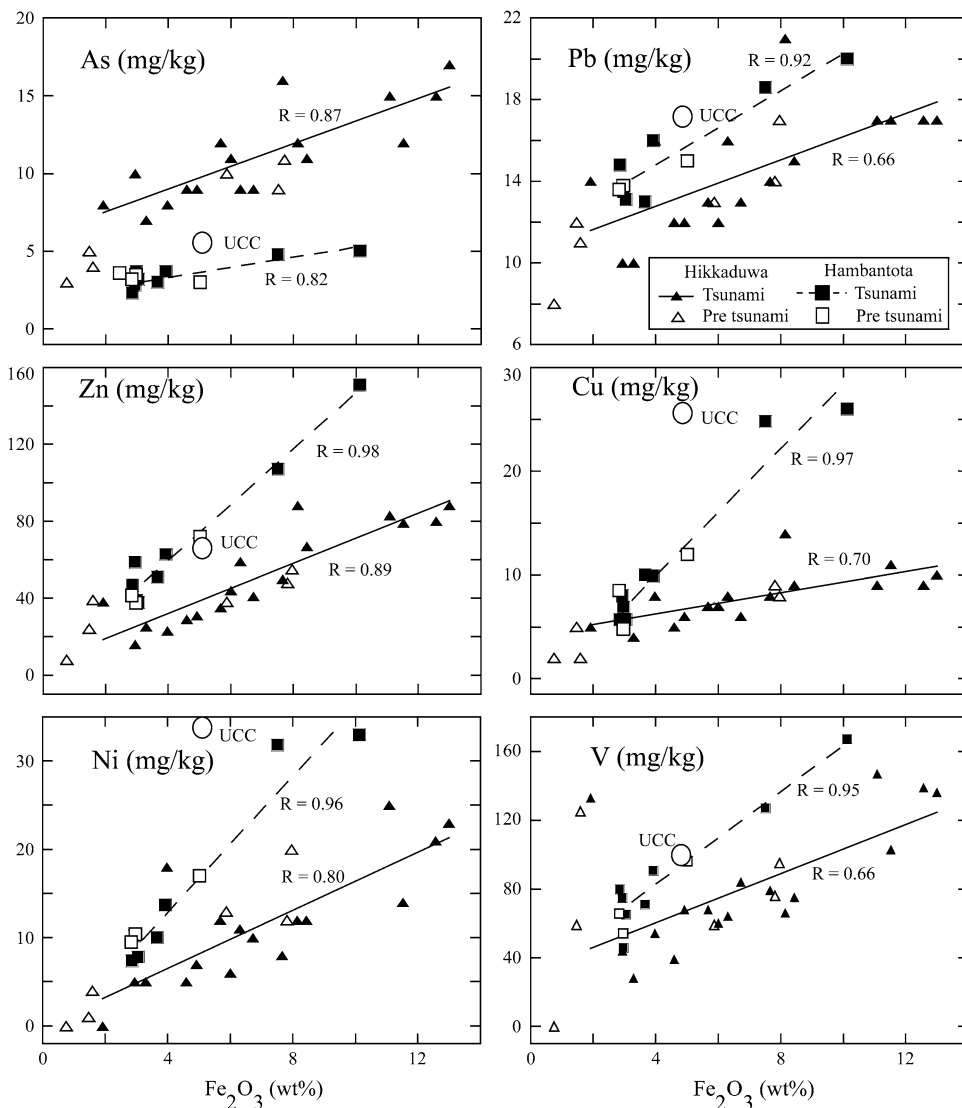 20
15
10
5
0
As (mg/kg)
R = 0.87
UCC
R = 0.82
22
18
14
10
6
Pb (mg/kg)
R = 0.92
UCC
R = 0.66
Hikkaduwa Hambantota
Tsunami Tsunami
Pre tsunami Pre tsunami
160
120
80
40
0
Zn (mg/kg)
R = 0.98
UCC
R = 0.89
30
20
10
0
Cu (mg/kg)
UCC
R = 0.97
R = 0.70
30
20
10
0
Ni (mg/kg)
UCC
R = 0.96
R = 0.80
0 4 8 12
Fe2O3 (wt%)
160
120
80
40
0
V (mg/kg)
R = 0.95
UCC
R = 0.66
0 4 8 12
Fe2O3 (wt%)